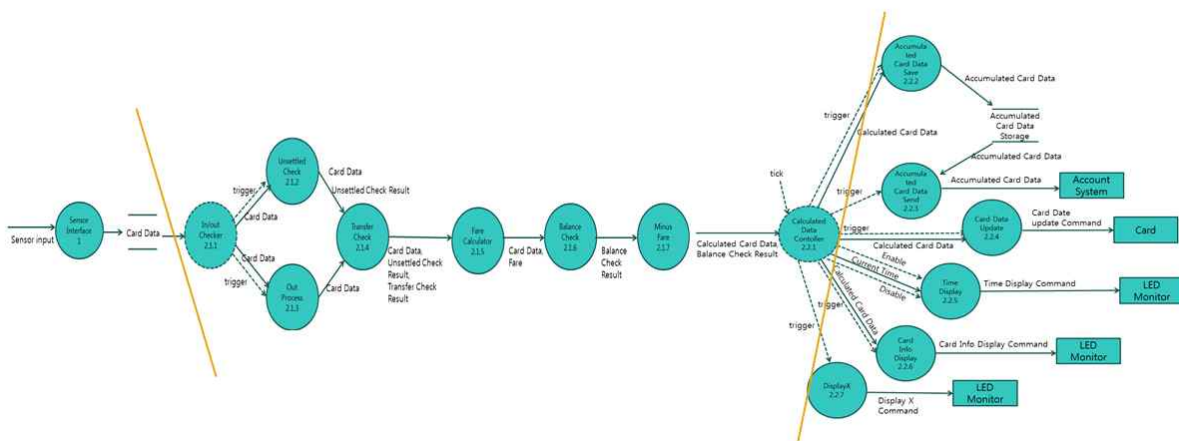 Sensor input
Sensor
Interface
1
Card Data
In/out
Checker
2.1.1
trigger
Card Data
Card Data
trigger
Unsettled
Check
2.1.2
Card Data
Unsettled Check Result
Out
Process
2.1.3
Card Data
Transfer
Check
2.1.4
Card Data,
Unsettled Check
Result,
Transfer Check
Result
Fare
Calculator
2.1.5
Card Data,
Fare
Balance
Check
2.1.6
Balance
Check
Result
Minus
Fare
2.1.7
Calculated Card Data,
Balance Check Result
tick
Calculated
Data
Contoller
2.2.1
trigger
Calculated Card Data
Accumula
ted
Card Data
Save
2.2.2
Accumulated Card Data
Accumulated
Card Data
Storage
Accumulated Card Data
trigger
Accumula
ted
Card Data
Send
2.2.3
Accumulated Card Data
Account
System
trigger
Calculated Card Data
Card Data
Update
2.2.4
Card Date
update Command
Card
Enable
Current Time
Disable
Time
Display
2.2.5
Time Display Command
LED
Monitor
Calculated Card Data
trigger
Card
Info
Display
2.2.6
Card Info Display Command
LED
Monitor
trigger
DisplayX
2.2.7
Display X
Command
LED
Monitor